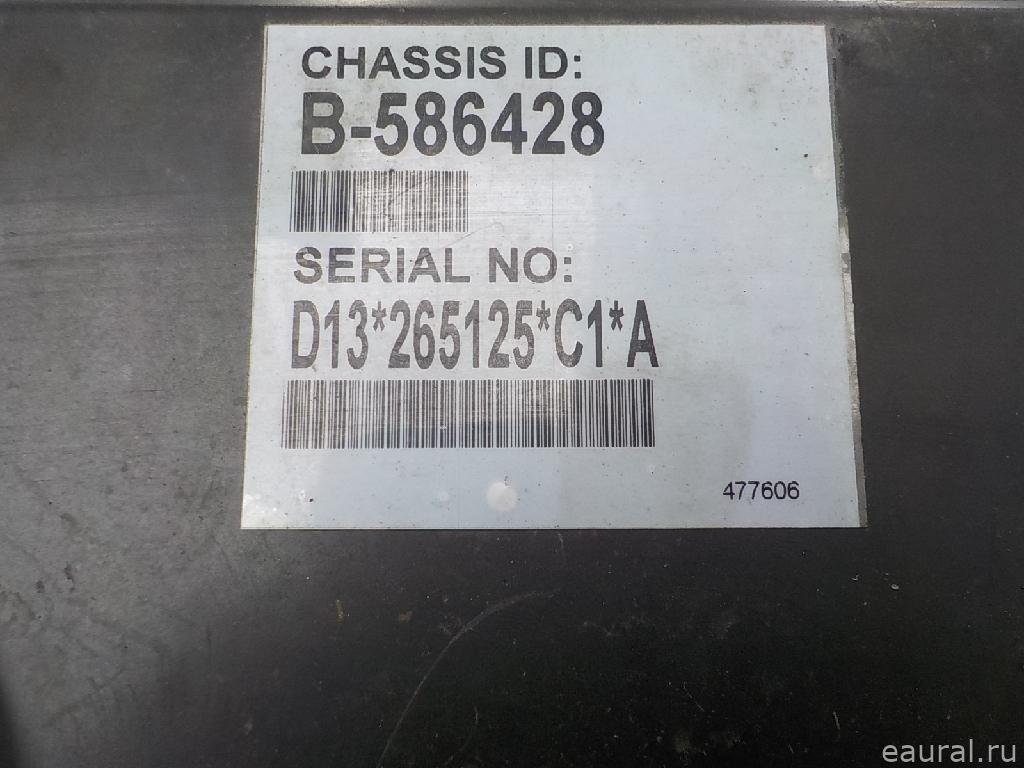 CHASSIS ID:
B-586428
SERIAL NO:
D13*265125*C1*A
477606
eaural.ru